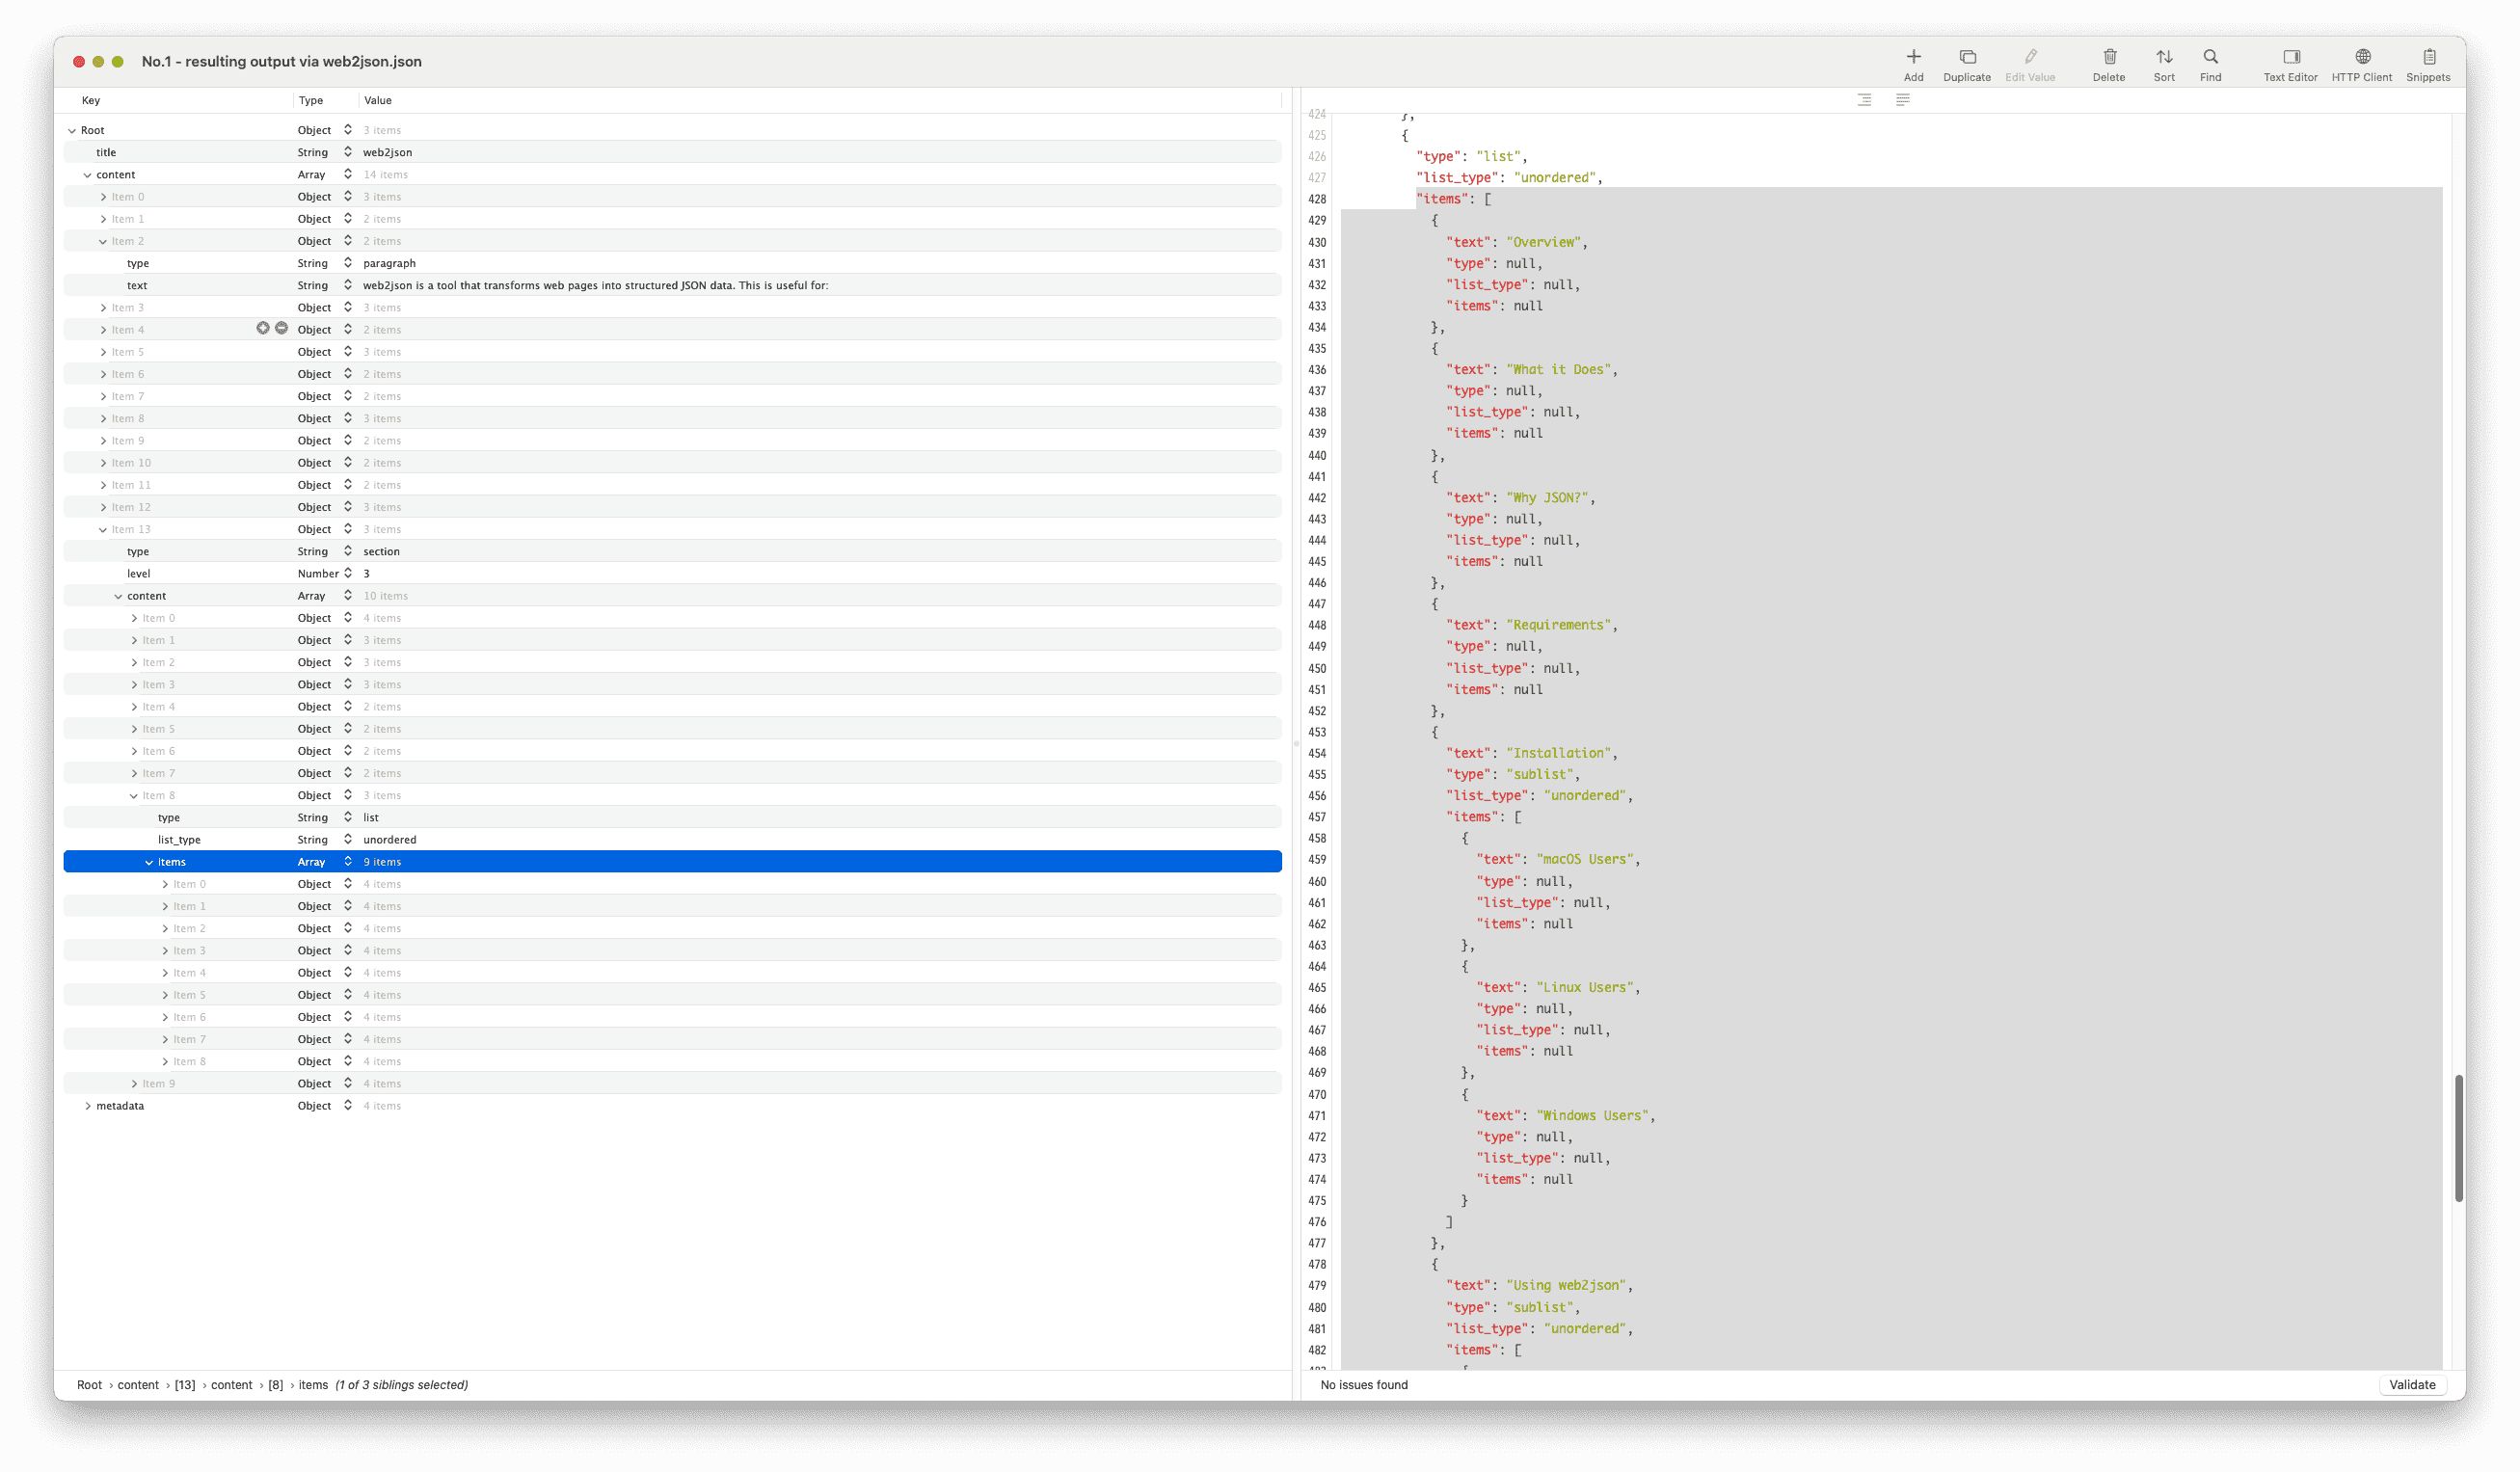 No.1 - resulting output via web2json.json
Add Duplicate Edit Value Delete Sort Find Text Editor HTTP Client Snippets
Key Type Value
Root Object 3 items
title String web2json
content Array 14 items
Item 0 Object 3 items
Item 1 Object 2 items
Item 2 Object 2 items
type String paragraph
text String web2json is a tool that transforms web pages into structured JSON data. This is useful for:
Item 3 Object 3 items
Item 4 Object 2 items
Item 5 Object 3 items
Item 6 Object 2 items
Item 7 Object 2 items
Item 8 Object 3 items
Item 9 Object 2 items
Item 10 Object 2 items
Item 11 Object 2 items
Item 12 Object 3 items
Item 13 Object 3 items
type String section
level Number 3
content Array 10 items
Item 0 Object 4 items
Item 1 Object 3 items
Item 2 Object 3 items
Item 3 Object 3 items
Item 4 Object 2 items
Item 5 Object 2 items
Item 6 Object 2 items
Item 7 Object 2 items
Item 8 Object 3 items
type String list
list_type String unordered
items Array 9 items
Item 0 Object 4 items
Item 1 Object 4 items
Item 2 Object 4 items
Item 3 Object 4 items
Item 4 Object 4 items
Item 5 Object 4 items
Item 6 Object 4 items
Item 7 Object 4 items
Item 8 Object 4 items
Item 9 Object 4 items
metadata Object 4 items
Root › content › [13] › content › [8] › items (1 of 3 siblings selected)
424 },
425 {
426 "type": "list",
427 "list_type": "unordered",
428 "items": [
429 {
430 "text": "Overview",
431 "type": null,
432 "list_type": null,
433 "items": null
434 },
435 {
436 "text": "What it Does",
437 "type": null,
438 "list_type": null,
439 "items": null
440 },
441 {
442 "text": "Why JSON?",
443 "type": null,
444 "list_type": null,
445 "items": null
446 },
447 {
448 "text": "Requirements",
449 "type": null,
450 "list_type": null,
451 "items": null
452 },
453 {
454 "text": "Installation",
455 "type": "sublist",
456 "list_type": "unordered",
457 "items": [
458 {
459 "text": "macOS Users",
460 "type": null,
461 "list_type": null,
462 "items": null
463 },
464 {
465 "text": "Linux Users",
466 "type": null,
467 "list_type": null,
468 "items": null
469 },
470 {
471 "text": "Windows Users",
472 "type": null,
473 "list_type": null,
474 "items": null
475 }
476 ]
477 },
478 {
479 "text": "Using web2json",
480 "type": "sublist",
481 "list_type": "unordered",
482 "items": [
No issues found
Validate